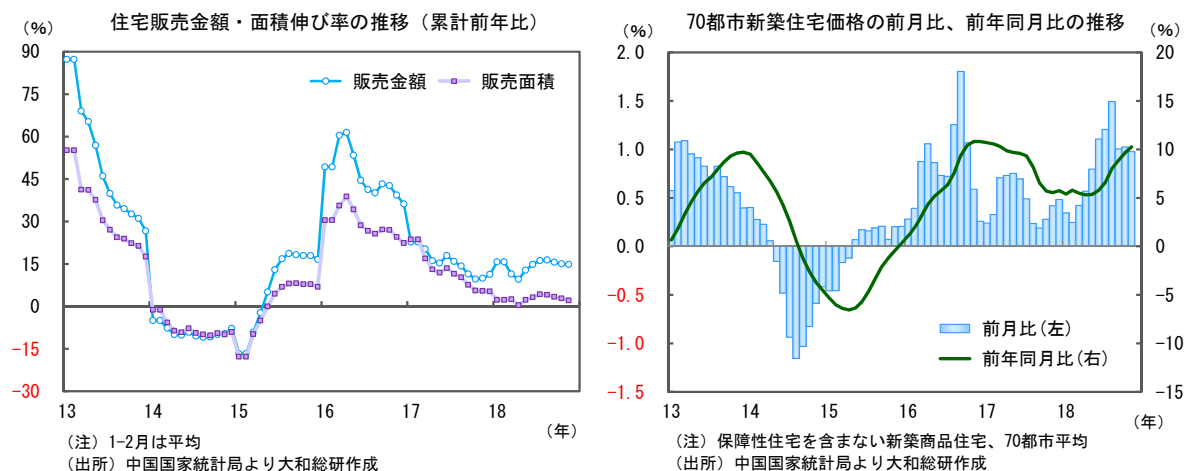 住宅販売金額・面積伸び率の推移（累計前年比）
(%)
90
75
60
45
30
15
0
-15
-30
販売金額
販売面積
13 14 15 16 17 18
(年)
（注）1-2月は平均
（出所）中国国家統計局より大和総研作成
70都市新築住宅価格の前月比、前年同月比の推移
(%) (%)
2.0 20
1.5 15
1.0 10
0.5 5
0.0 0
-0.5 -5
-1.0 -10
-1.5 -15
前月比(左)
前年同月比(右)
13 14 15 16 17 18
（年）
（注）保障性住宅を含まない新築商品住宅、70都市平均
（出所）中国国家統計局より大和総研作成